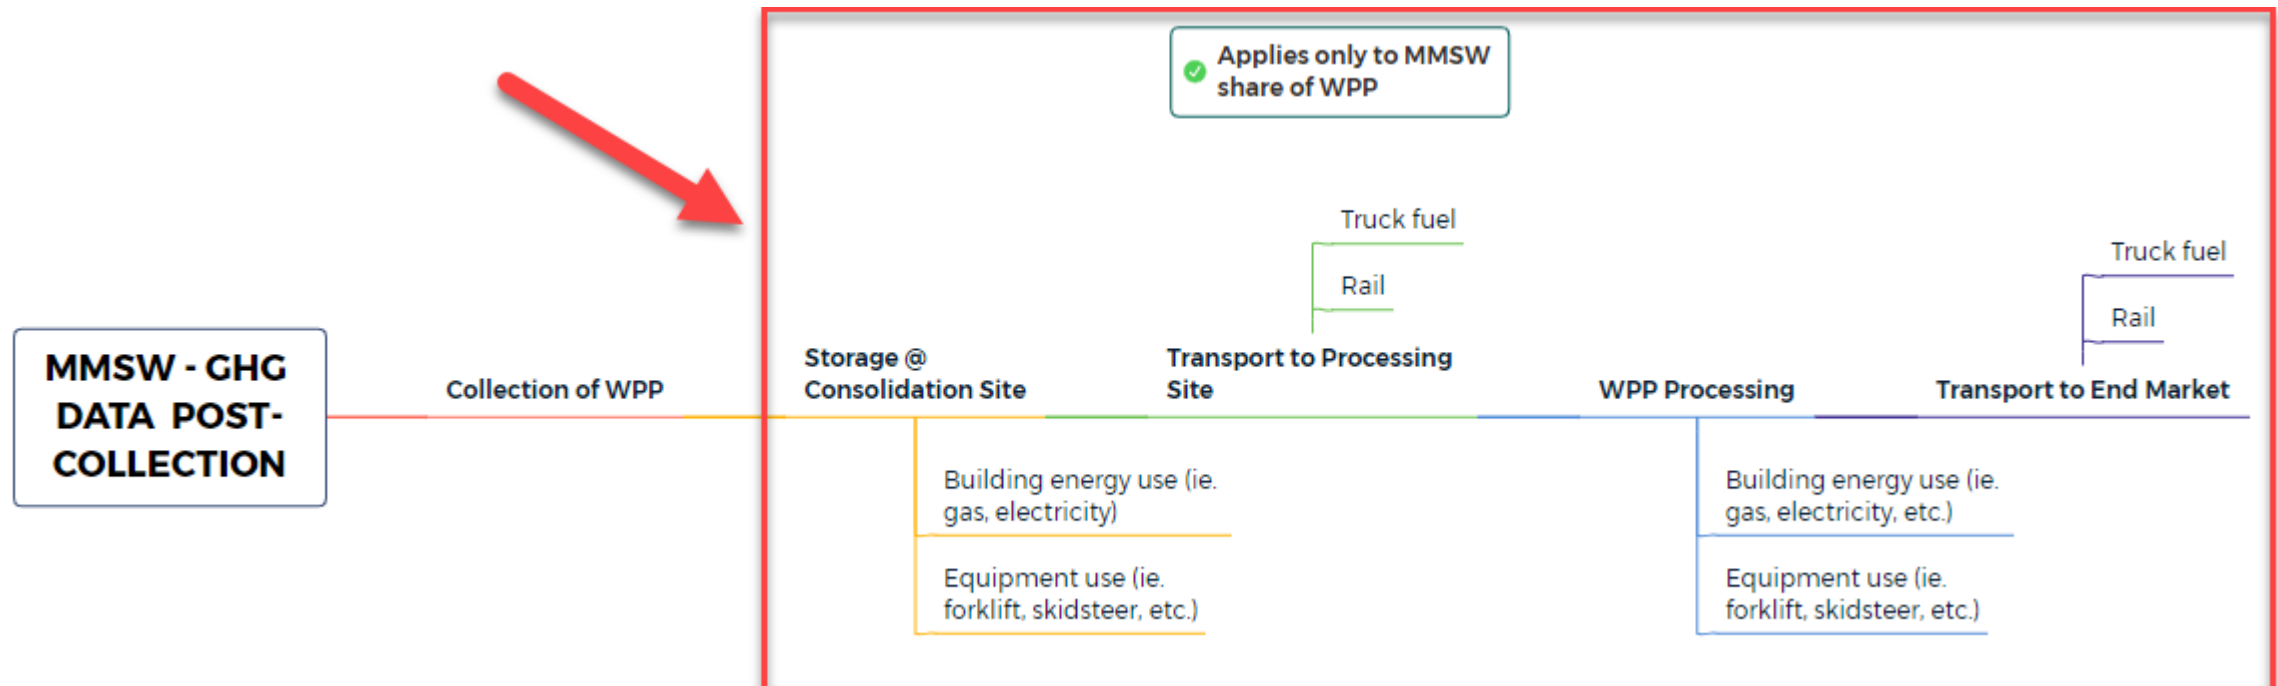 Applies only to MMSW
share of WPP
MMSW - GHG
DATA POST-
COLLECTION
Collection of WPP
Storage @
Consolidation Site
Building energy use (ie.
gas, electricity)
Equipment use (ie.
forklift, skidsteer, etc.)
Truck fuel
Rail
Transport to Processing
Site
WPP Processing
Building energy use (ie.
gas, electricity, etc.)
Equipment use (ie.
forklift, skidsteer, etc.)
Truck fuel
Rail
Transport to End Market